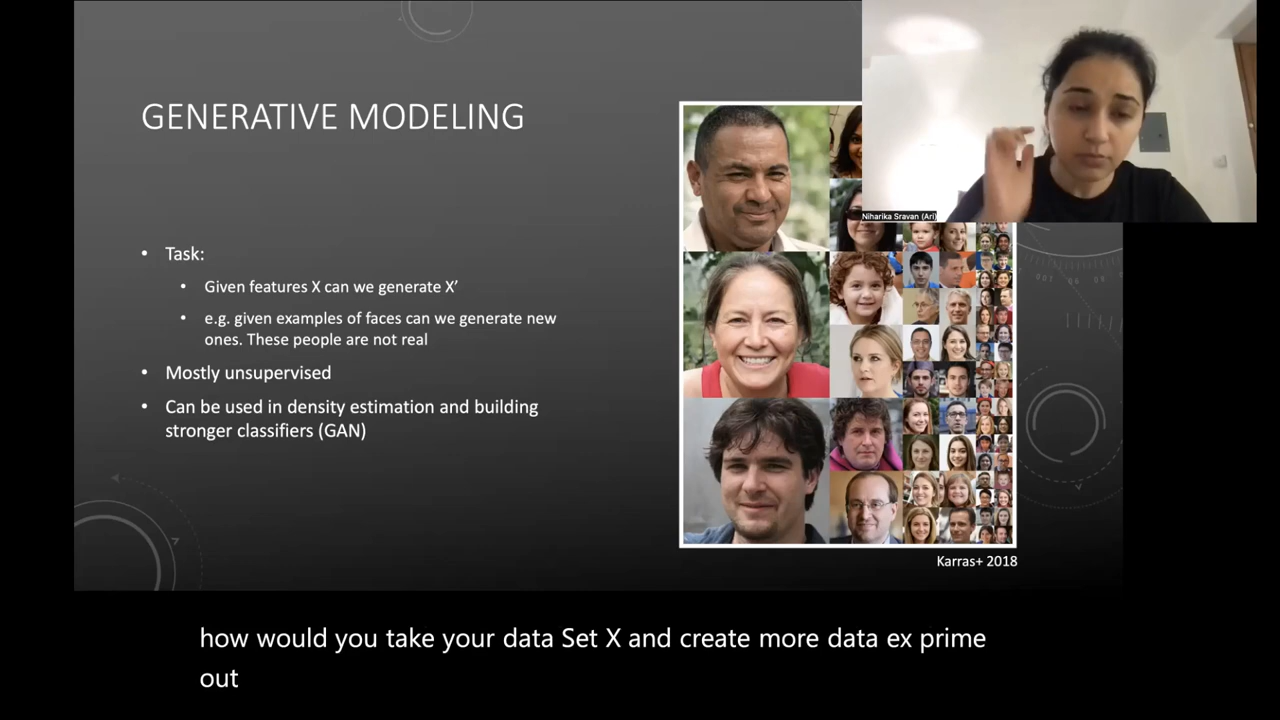 GENERATIVE MODELING
• Task:
• Given features X can we generate X’
• e.g. given examples of faces can we generate new
ones. These people are not real
• Mostly unsupervised
• Can be used in density estimation and building
stronger classifiers (GAN)
Niharika Sravan (Ari)
Karras+ 2018
how would you take your data Set X and create more data ex prime
out